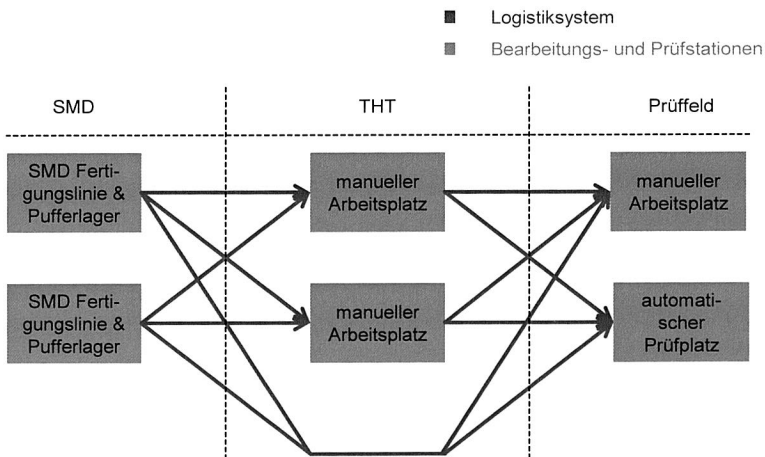 Logistiksystem
Bearbeitungs- und Prüfstationen
SMD
THT
Prüffeld
SMD Ferti-
gungslinie &
Pufferlager
manueller
Arbeitsplatz
manueller
Arbeitsplatz
SMD Ferti-
gungslinie &
Pufferlager
manueller
Arbeitsplatz
automati-
scher
Prüfplatz